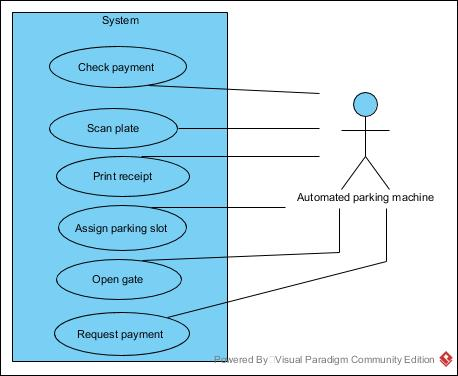 System
Check payment
Scan plate
Print receipt
Automated parking machine
Assign parking slot
Open gate
Request payment
Powered By Visual Paradigm Community Edition